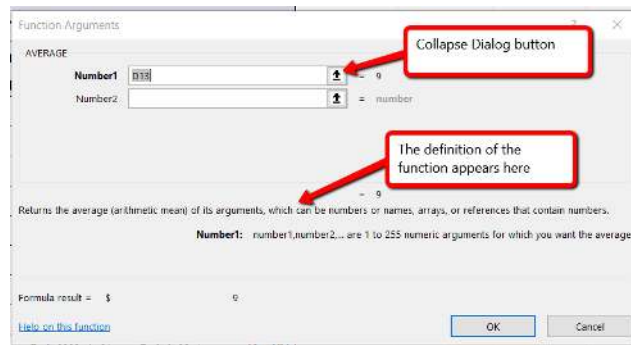 Function Arguments ? ×
Collapse Dialog button
AVERAGE
Number1 D13 = 9
Number2 = number
The definition of the
function appears here
= 9
Returns the average (arithmetic mean) of its arguments, which can be numbers or names, arrays, or references that contain numbers.
Number1: number1,number2,... are 1 to 255 numeric arguments for which you want the average
Formula result = $ 9
Help on this function
OK Cancel